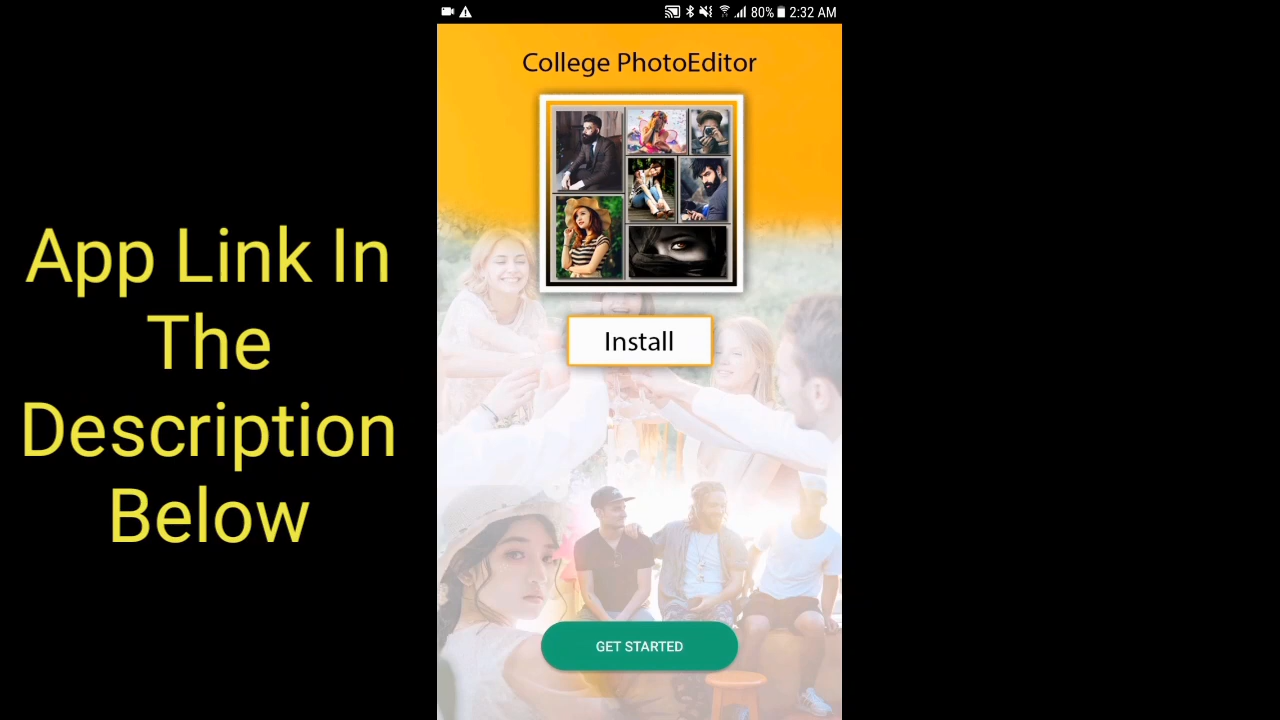 80% 2:32 AM
College PhotoEditor
Install
GET STARTED
App Link In
The
Description
Below